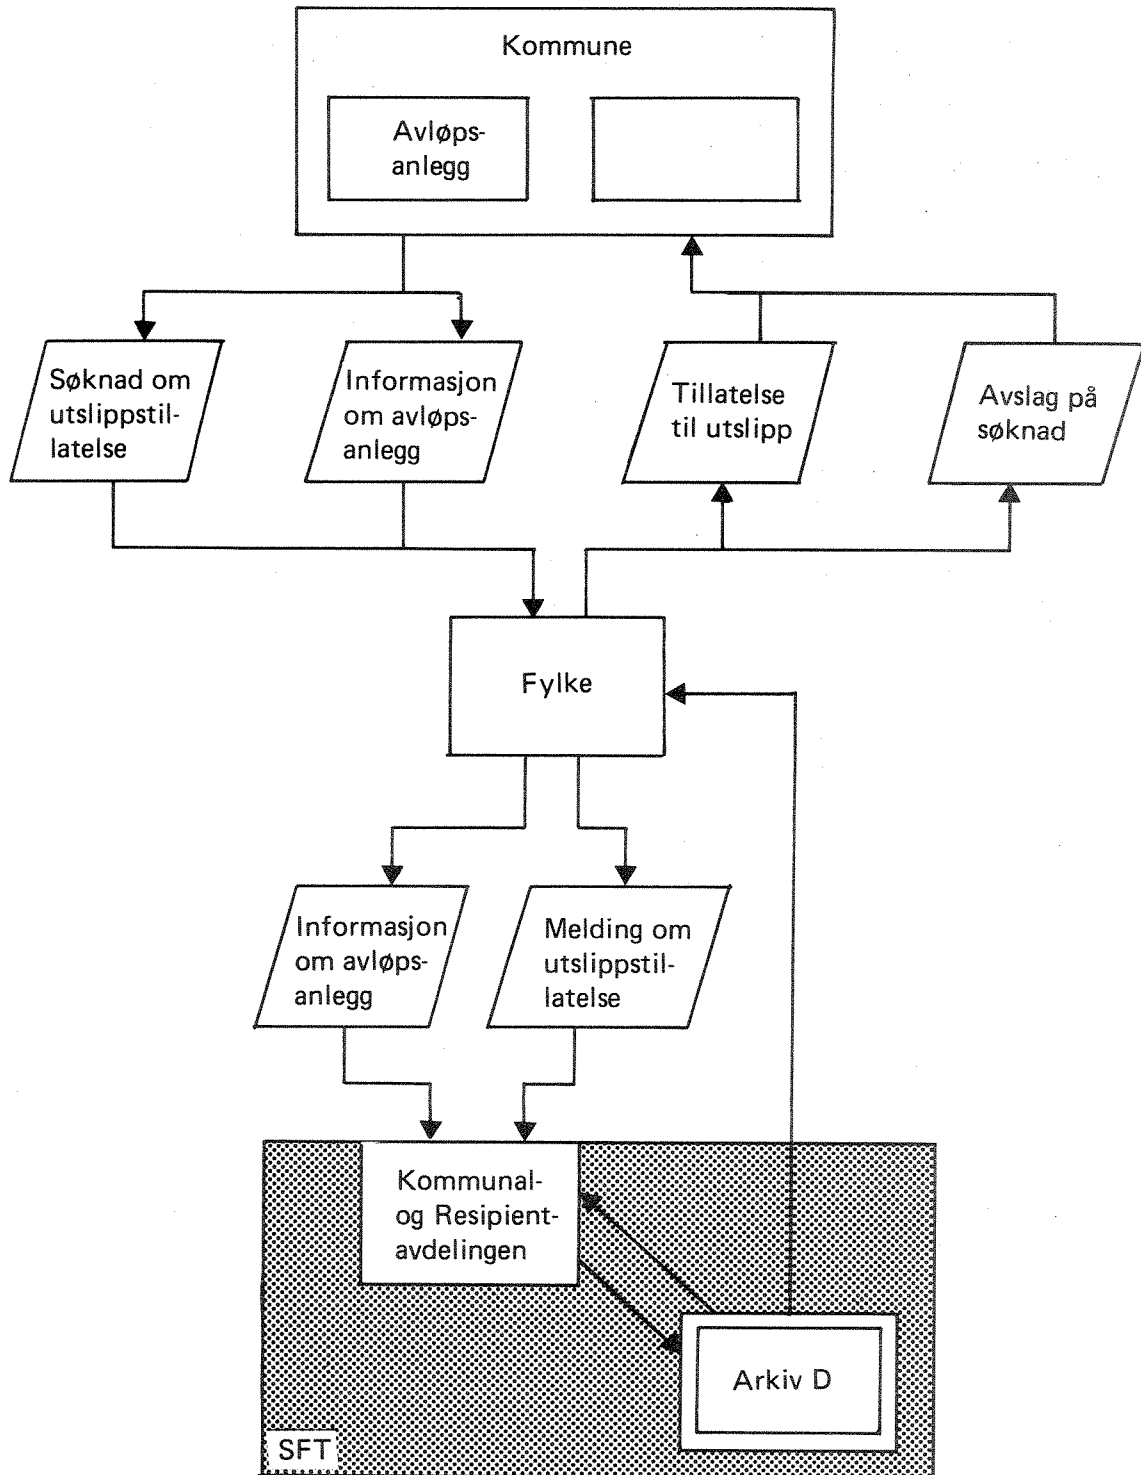 Kommune
Avløps-
anlegg
Søknad om
utslippstil-
latelse
Informasjon
om avløps-
anlegg
Tillatelse
til utslipp
Avslag på
søknad
Fylke
Informasjon
om avløps-
anlegg
Melding om
utslippstil-
latelse
Kommunal-
og Resipient-
avdelingen
Arkiv D
SFT